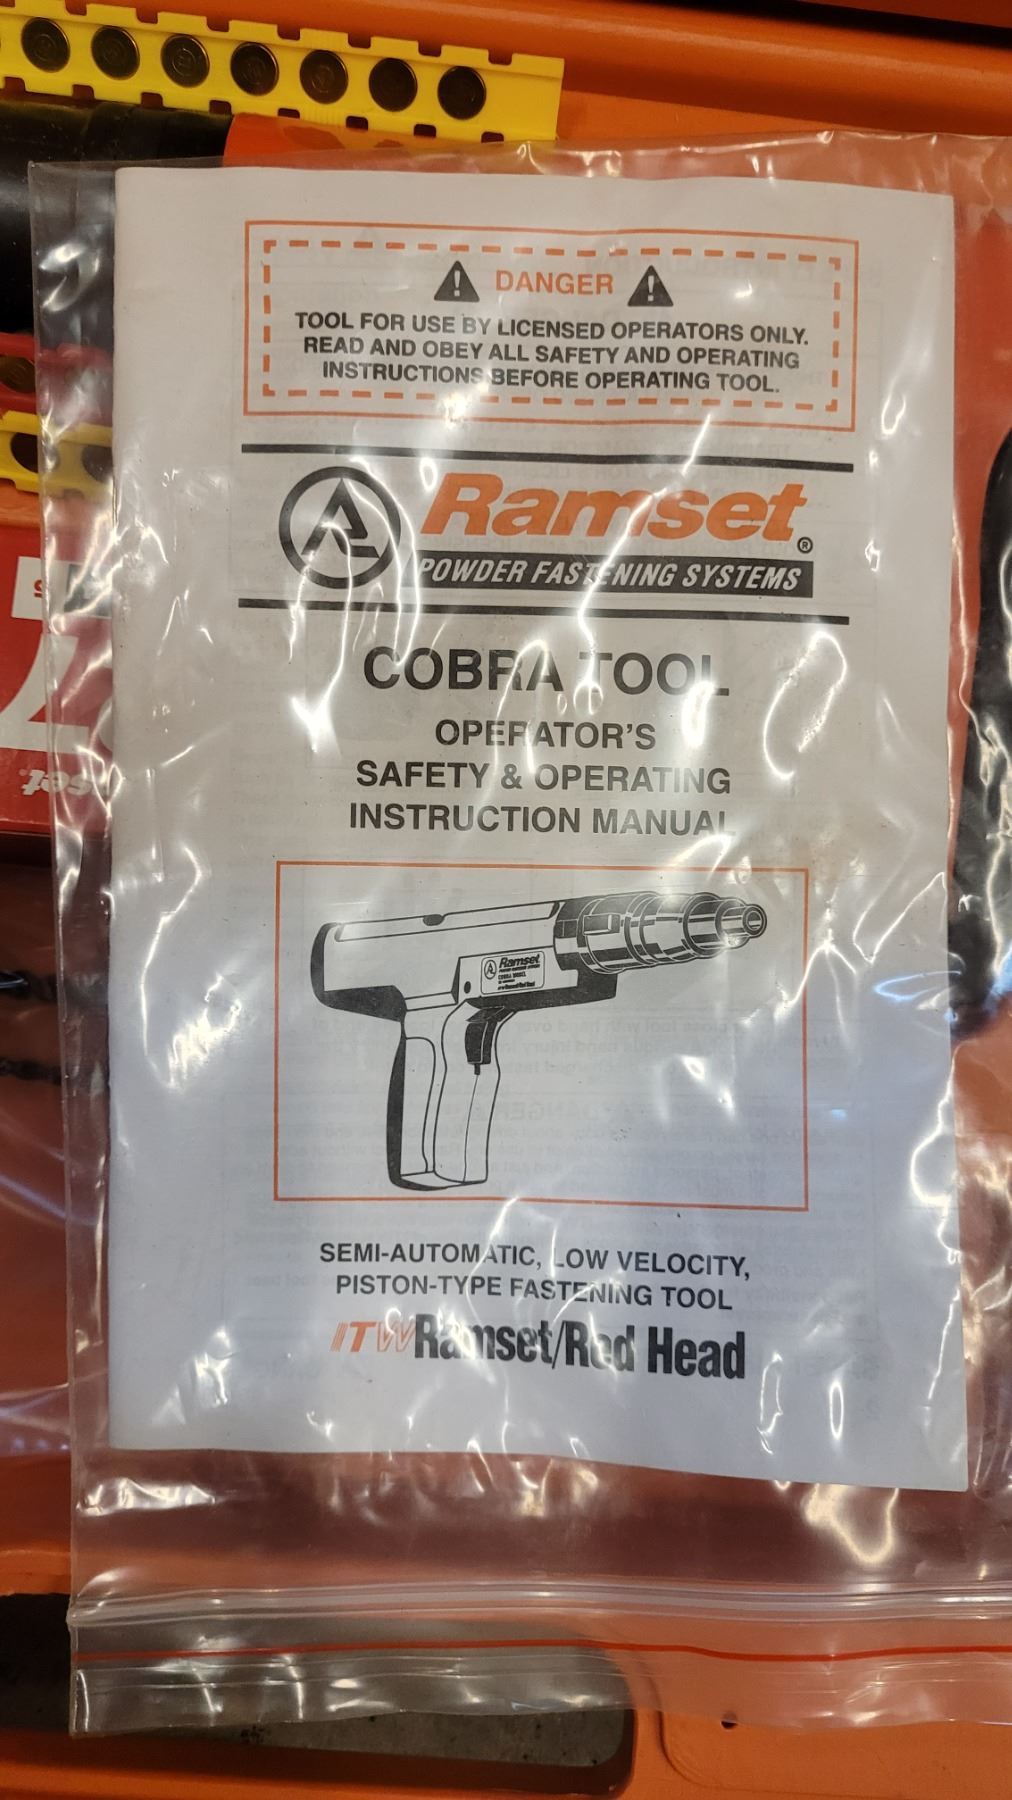 DANGER
TOOL FOR USE BY LICENSED OPERATORS ONLY.
READ AND OBEY ALL SAFETY AND OPERATING
INSTRUCTIONS BEFORE OPERATING TOOL.
Ramset®
POWDER FASTENING SYSTEMS
COBRA TOOL
OPERATOR'S
SAFETY & OPERATING
INSTRUCTION MANUAL
Ramset
SEMI-AUTOMATIC, LOW VELOCITY,
PISTON-TYPE FASTENING TOOL
ITW Ramset/Red Head